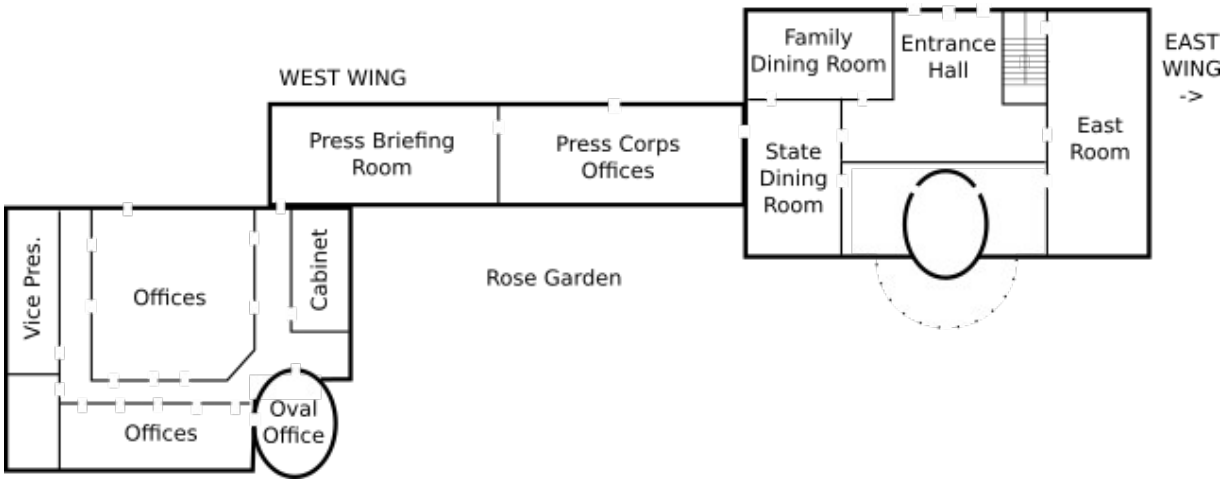 WEST WING
Family
Dining Room
Entrance
Hall
EAST
WING
->
Press Briefing
Room
Press Corps
Offices
State
Dining
Room
East
Room
Vice Pres.
Offices
Cabinet
Rose Garden
Offices
Oval
Office